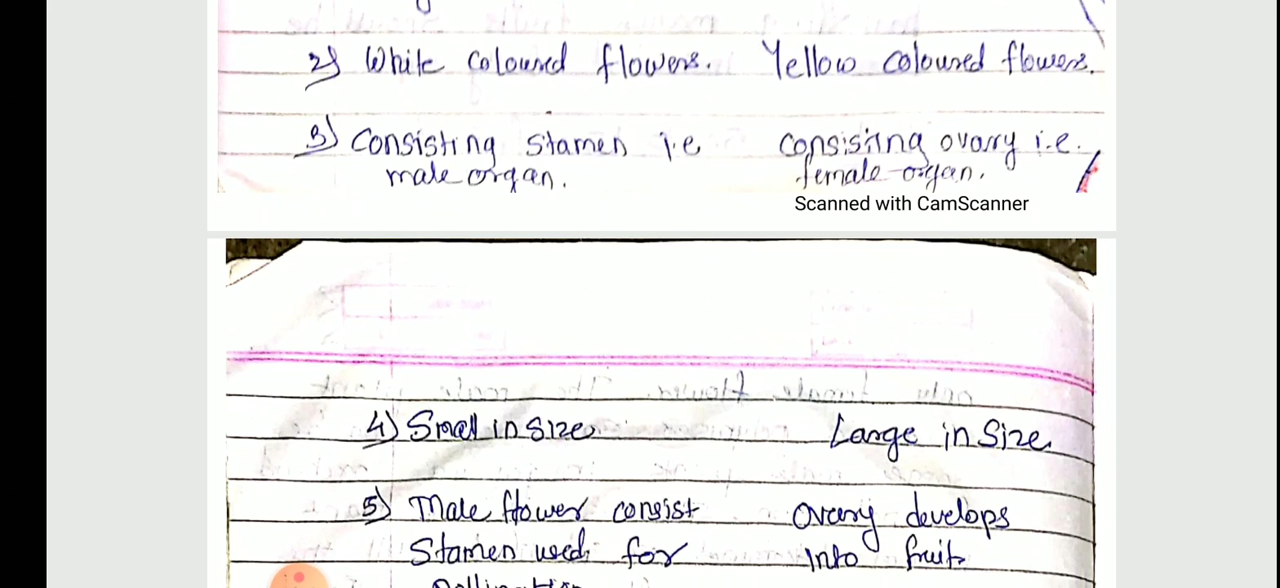 2) White coloured flowers. Yellow coloured flowers.
3) Consisting stamen i.e consisting ovary i.e.
male organ. female organ.
Scanned with CamScanner
4) Small in size Large in Size
5) Male flower consist Ovary develops
Stamen used for into fruit